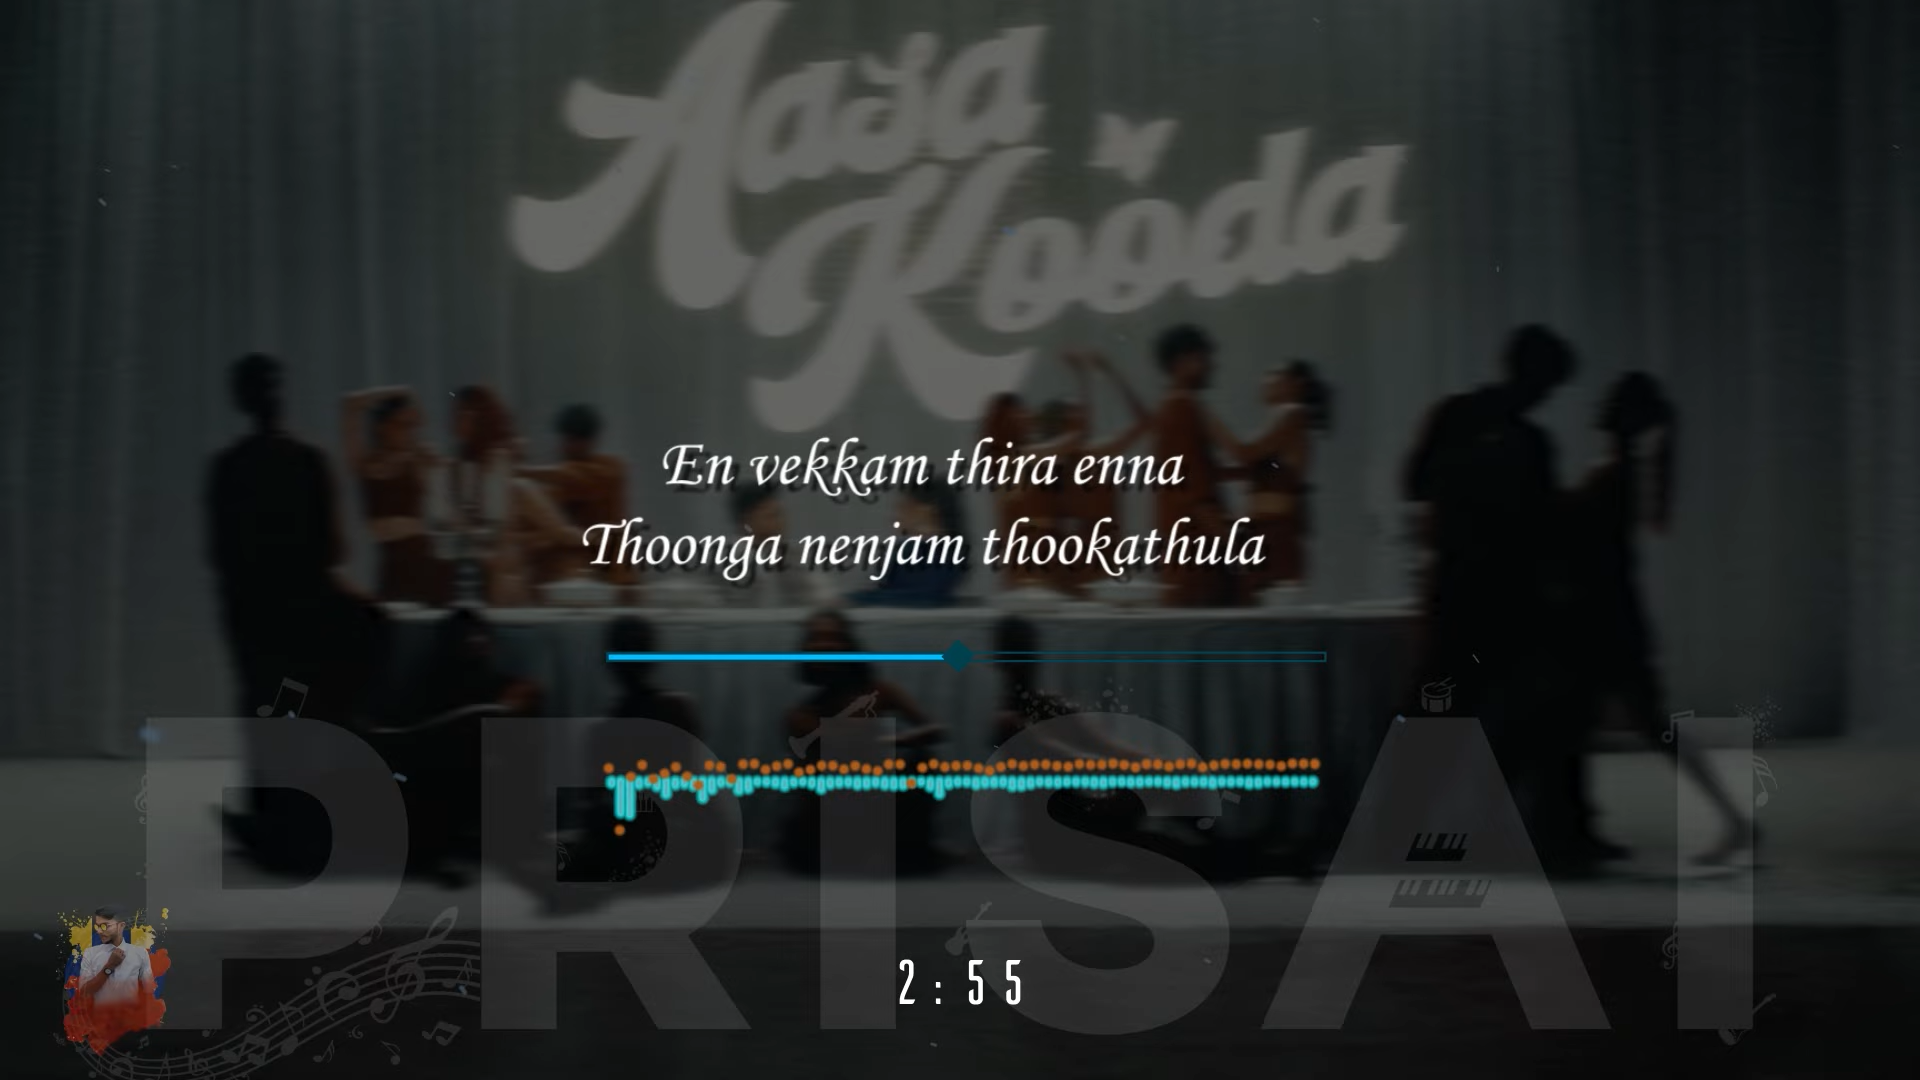 Aasa
Kooda
En vekkam thira enna
Thoonga nenjam thookathula
PRISAI
2:55